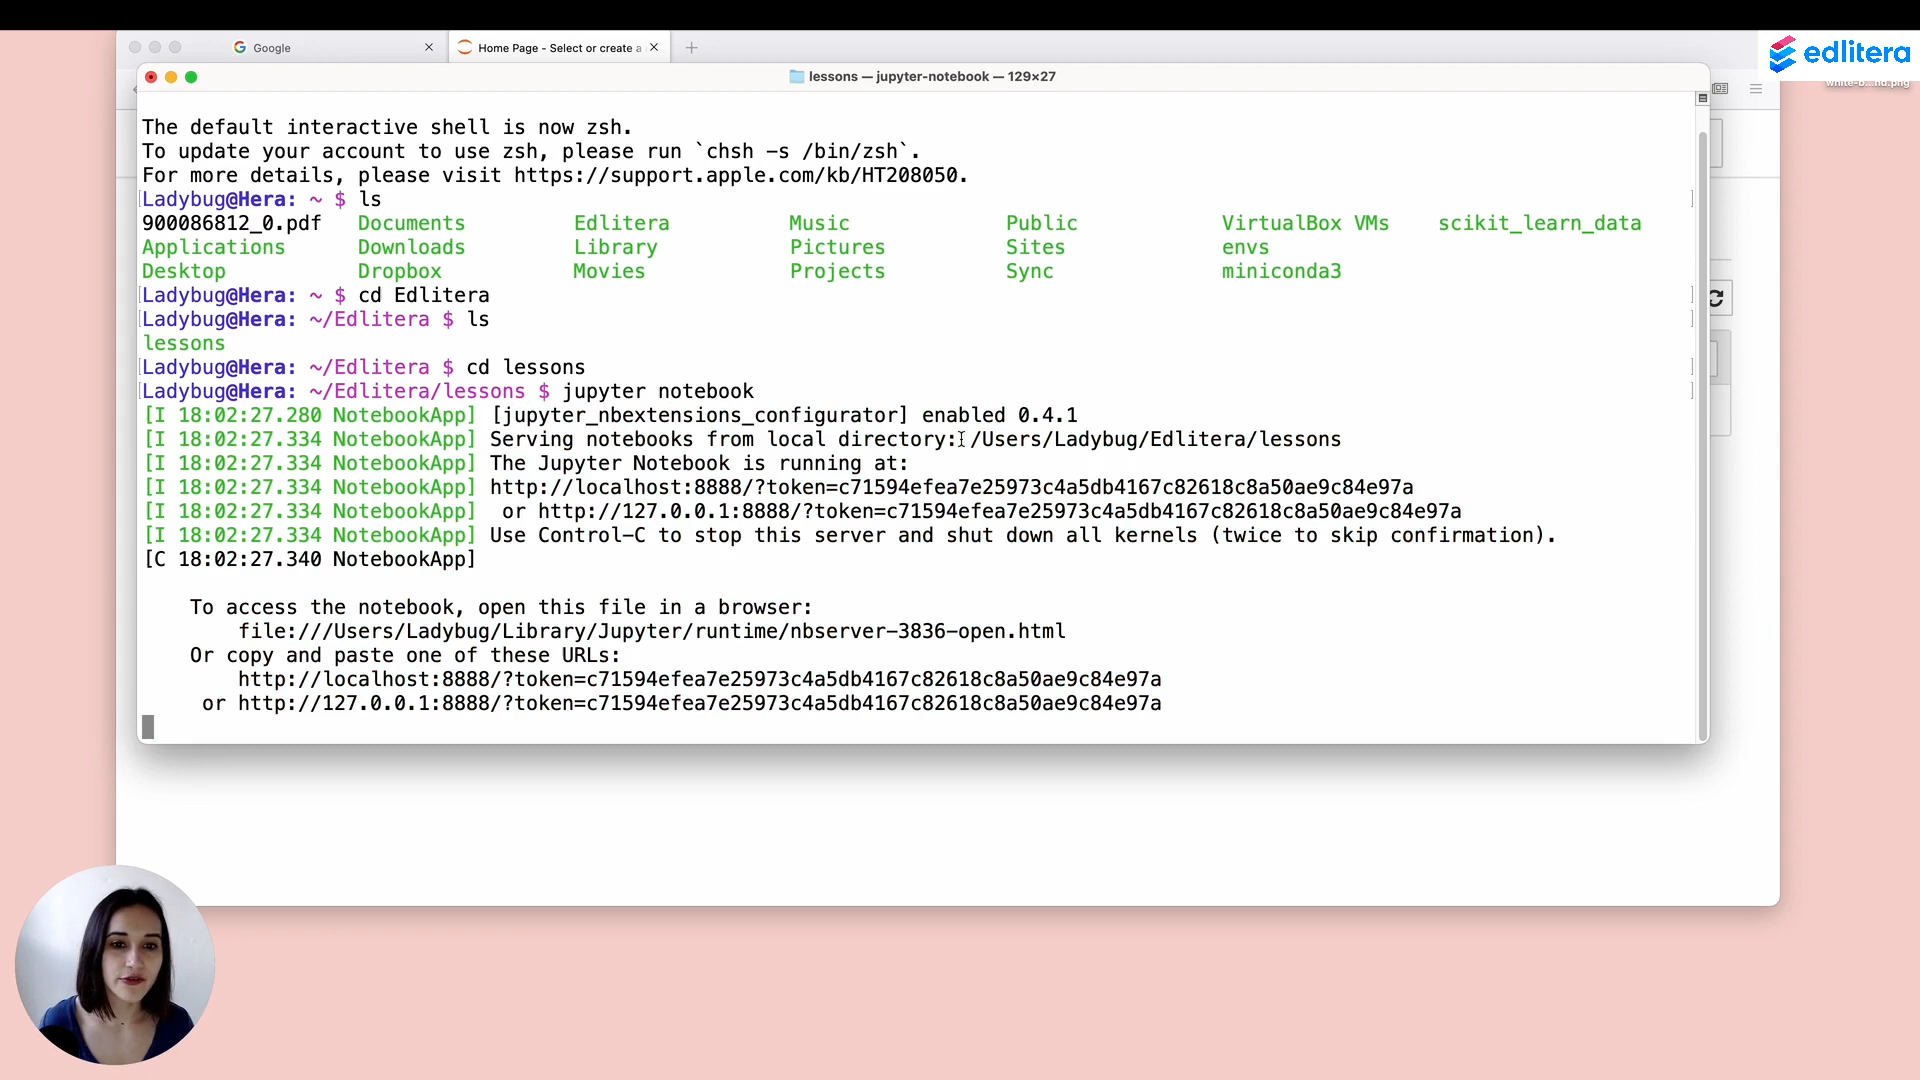 Google
Home Page - Select or create a
edlitera
lessons — jupyter-notebook — 129×27
The default interactive shell is now zsh.
To update your account to use zsh, please run `chsh -s /bin/zsh`.
For more details, please visit https://support.apple.com/kb/HT208050.
[Ladybug@Hera: ~ $ ls ]
900086812_0.pdf Documents Edlitera Music Public VirtualBox VMs scikit_learn_data
Applications Downloads Library Pictures Sites envs
Desktop Dropbox Movies Projects Sync miniconda3
[Ladybug@Hera: ~ $ cd Edlitera ]
[Ladybug@Hera: ~/Edlitera $ ls ]
lessons
[Ladybug@Hera: ~/Edlitera $ cd lessons ]
[Ladybug@Hera: ~/Edlitera/lessons $ jupyter notebook ]
[I 18:02:27.280 NotebookApp] [jupyter_nbextensions_configurator] enabled 0.4.1
[I 18:02:27.334 NotebookApp] Serving notebooks from local directory: /Users/Ladybug/Edlitera/lessons
[I 18:02:27.334 NotebookApp] The Jupyter Notebook is running at:
[I 18:02:27.334 NotebookApp] http://localhost:8888/?token=c71594efea7e25973c4a5db4167c82618c8a50ae9c84e97a
[I 18:02:27.334 NotebookApp] or http://127.0.0.1:8888/?token=c71594efea7e25973c4a5db4167c82618c8a50ae9c84e97a
[I 18:02:27.334 NotebookApp] Use Control-C to stop this server and shut down all kernels (twice to skip confirmation).
[C 18:02:27.340 NotebookApp]
To access the notebook, open this file in a browser:
file:///Users/Ladybug/Library/Jupyter/runtime/nbserver-3836-open.html
Or copy and paste one of these URLs:
http://localhost:8888/?token=c71594efea7e25973c4a5db4167c82618c8a50ae9c84e97a
or http://127.0.0.1:8888/?token=c71594efea7e25973c4a5db4167c82618c8a50ae9c84e97a